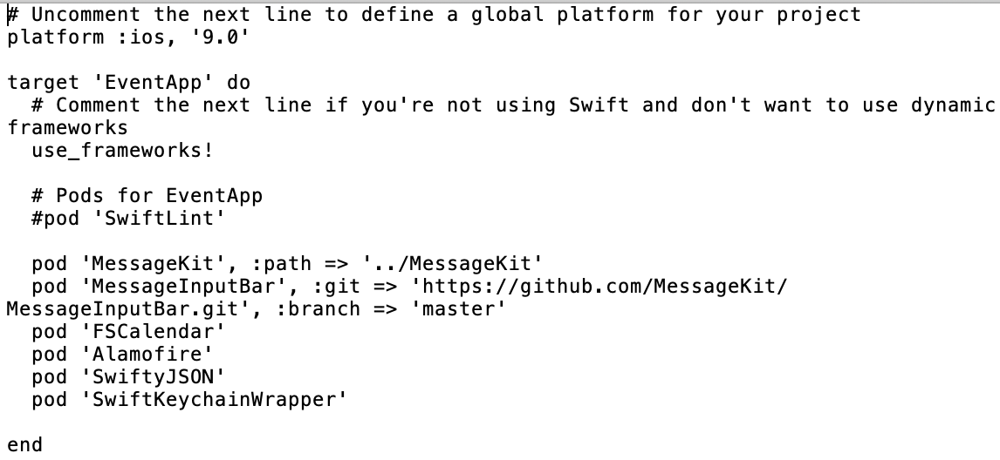 # Uncomment the next line to define a global platform for your project
platform :ios, '9.0'
target 'EventApp' do
# Comment the next line if you're not using Swift and don't want to use dynamic
frameworks
use_frameworks!
# Pods for EventApp
#pod 'SwiftLint'
pod 'MessageKit', :path => '../MessageKit'
pod 'MessageInputBar', :git => 'https://github.com/MessageKit/
MessageInputBar.git', :branch => 'master'
pod 'FSCalendar'
pod 'Alamofire'
pod 'SwiftyJSON'
pod 'SwiftKeychainWrapper'
end